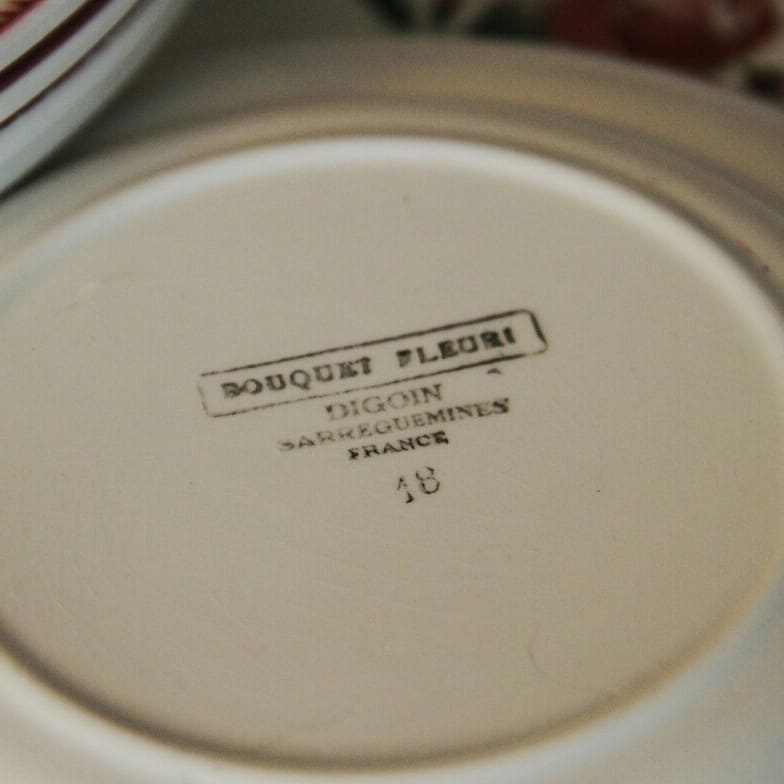 BOUQUET FLEURI
DIGOIN
SARREGUEMINES
FRANCE
18